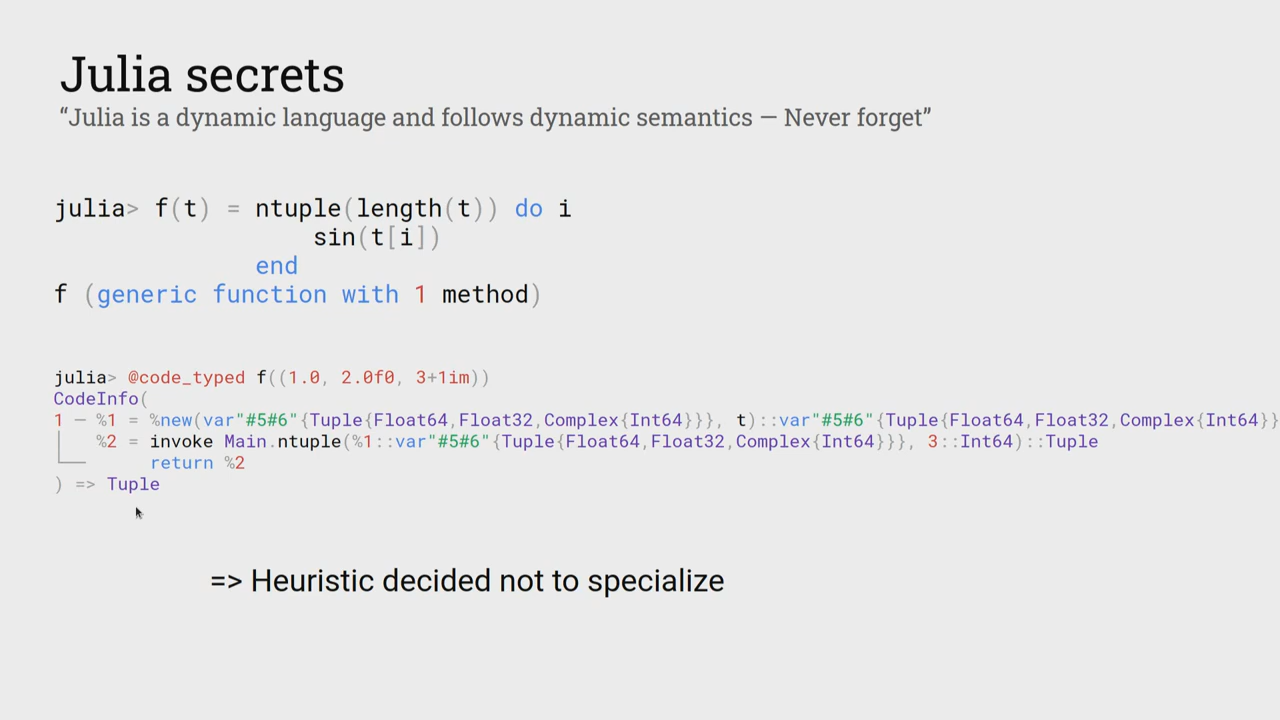 Julia secrets
“Julia is a dynamic language and follows dynamic semantics — Never forget”
julia> f(t) = ntuple(length(t)) do i
sin(t[i])
end
f (generic function with 1 method)
julia> @code_typed f((1.0, 2.0f0, 3+1im))
CodeInfo(
1 ─ %1 = %new(var"#5#6"{Tuple{Float64,Float32,Complex{Int64}}}, t)::var"#5#6"{Tuple{Float64,Float32,Complex{Int64}}
│   %2 = invoke Main.ntuple(%1::var"#5#6"{Tuple{Float64,Float32,Complex{Int64}}}, 3::Int64)::Tuple
└── return %2
) => Tuple
=> Heuristic decided not to specialize